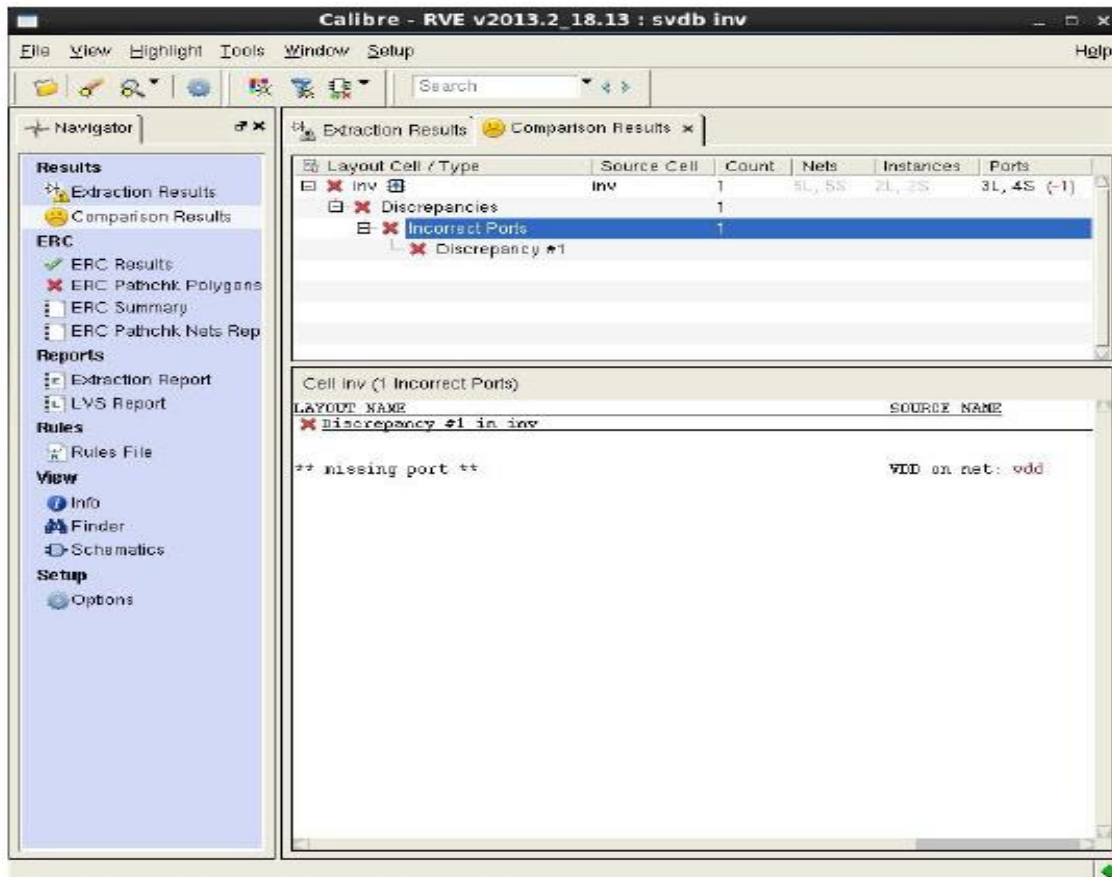 Calibre - RVE v2013.2_18.13 : svdb inv
File View Highlight Tools Window Setup Help
Search
Navigator
Results
Extraction Results
Comparison Results
ERC
ERC Results
ERC Pathchk Polygons
ERC Summary
ERC Pathchk Nets Rep
Reports
Extraction Report
LVS Report
Rules
Rules File
View
Info
Finder
Schematics
Setup
Options
Extraction Results Comparison Results
Layout Cell / Type Source Cell Count Nets Instances Ports
inv inv 1 5L, 5S 2L, 2S 3L, 4S (-1)
Discrepancies 1
Incorrect Ports 1
Discrepancy #1
Cell inv (1 Incorrect Ports)
LAYOUT NAME SOURCE NAME
Discrepancy #1 in inv
** missing port ** VDD on net: vdd